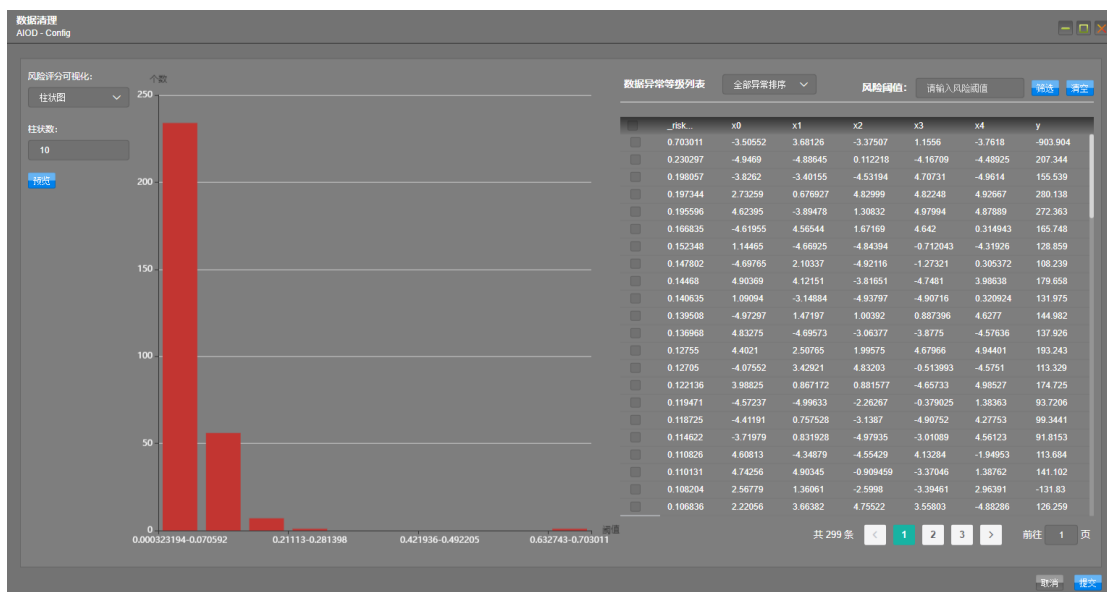 数据清理
AIOD - Config
风险评分可视化:
柱状图
柱状数:
10
预览
个数
250
200
150
100
50
0
0.000323194-0.070592 0.21113-0.281398 0.421936-0.492205 0.632743-0.703011
阈值
数据异常等级列表 全部异常排序 风险阈值: 请输入风险阈值 筛选 清空
_risk... x0 x1 x2 x3 x4 y
0.703011 -3.50552 3.68126 -3.37507 1.1556 -3.7618 -903.904
0.230297 -4.9469 -4.88645 0.112218 -4.16709 -4.48925 207.344
0.198057 -3.8262 -3.40155 -4.53194 4.70731 -4.9614 155.539
0.197344 2.73259 0.676927 4.82999 4.82248 4.92667 280.138
0.195596 4.62395 -3.89478 1.30832 4.97994 4.87889 272.363
0.166835 -4.61955 4.56544 1.67169 4.642 0.314943 165.748
0.152348 1.14465 -4.66925 -4.84394 -0.712043 -4.31926 128.859
0.147802 -4.69765 2.10337 -4.92116 -1.27321 0.305372 108.239
0.14468 4.90369 4.12151 -3.81651 -4.7481 3.98638 179.658
0.140635 1.09094 -3.14884 -4.93797 -4.90716 0.320924 131.975
0.139508 -4.97297 1.47197 1.00392 0.887396 4.6277 144.982
0.136968 4.83275 -4.69573 -3.06377 -3.8775 -4.57636 137.926
0.12755 4.4021 2.50765 1.99575 4.67966 4.94401 193.243
0.12705 -4.07552 3.42921 4.83203 -0.513993 -4.5751 113.329
0.122136 3.98825 0.867172 0.881577 -4.65733 4.98527 174.725
0.119471 -4.57237 -4.99633 -2.26267 -0.379025 1.38363 93.7206
0.118725 -4.41191 0.757528 -3.1387 -4.90752 4.27753 99.3441
0.114622 -3.71979 0.831928 -4.97935 -3.01089 4.56123 91.8153
0.110826 4.60813 -4.34879 -4.55429 4.13284 -1.94953 113.684
0.110131 4.74256 4.90345 -0.909459 -3.37046 1.38762 141.102
0.108204 2.56779 1.36061 -2.5998 -3.39461 2.96391 -131.83
0.106836 2.22056 3.66382 4.75522 3.55803 -4.88286 126.259
共 299 条 < 1 2 3 > 前往 1 页
取消 提交